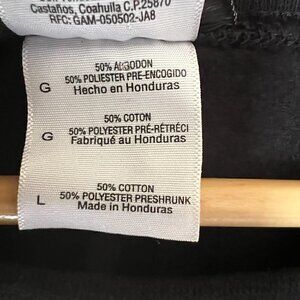 Castaños, Coahuila C.P.25870
RFC: GAM-050502-JA8
50% ALGODON
50% POLIESTER PRE-ENCOGIDO
G Hecho en Honduras
50% COTON
50% POLYESTER PRÉ-RÉTRÉCI
G Fabriqué au Honduras
50% COTTON
50% POLYESTER PRESHRUNK
L Made in Honduras